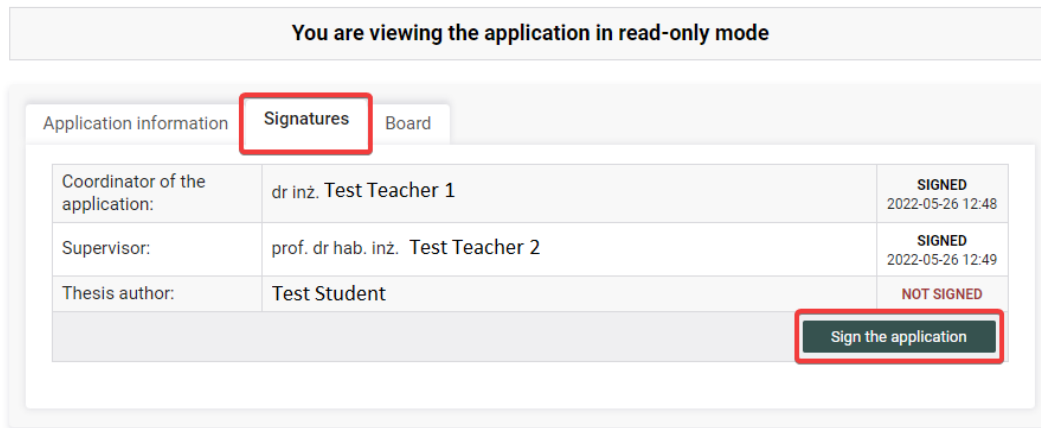 You are viewing the application in read-only mode
Application information
Signatures
Board
Coordinator of the
application:
dr inż. Test Teacher 1
SIGNED
2022-05-26 12:48
Supervisor:
prof. dr hab. inż. Test Teacher 2
SIGNED
2022-05-26 12:49
Thesis author:
Test Student
NOT SIGNED
Sign the application